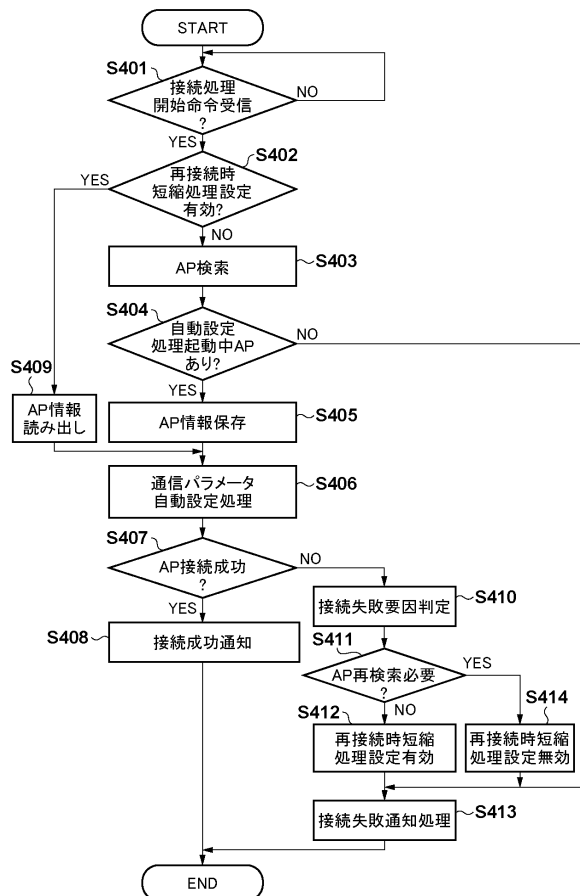 START
S401
接続処理
開始命令受信
?
NO
YES
S402
再接続時
短縮処理設定
有効?
YES
NO
AP検索
S403
S404
自動設定
処理起動中AP
あり?
NO
YES
S409
AP情報
読み出し
AP情報保存
S405
通信パラメータ
自動設定処理
S406
S407
AP接続成功
?
NO
YES
S408
接続成功通知
接続失敗要因判定
S410
S411
AP再検索必要
?
YES
NO
S412
再接続時短縮
処理設定有効
S414
再接続時短縮
処理設定無効
接続失敗通知処理
S413
END